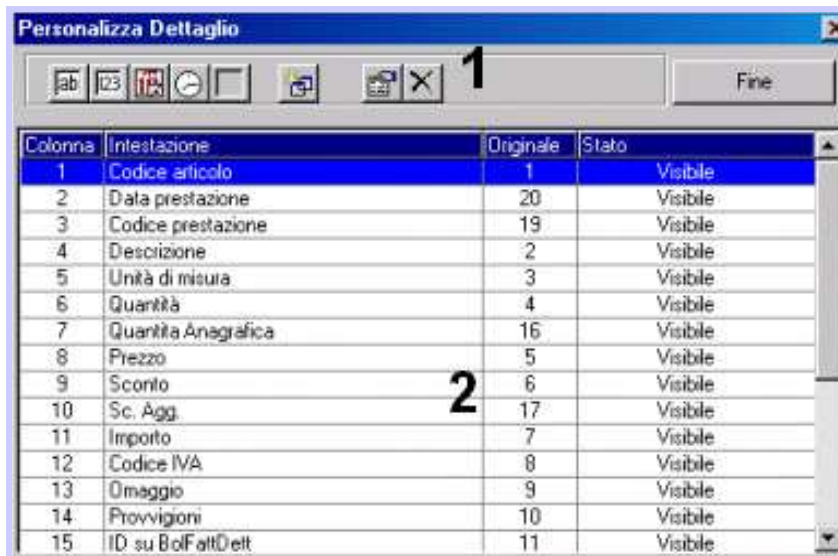 Personalizza Dettaglio
ab 123 1
Fine
Colonna Intestazione Originale Stato
1 Codice articolo 1 Visibile
2 Data prestazione 20 Visibile
3 Codice prestazione 19 Visibile
4 Descrizione 2 Visibile
5 Unità di misura 3 Visibile
6 Quantità 4 Visibile
7 Quantita Anagrafica 16 Visibile
8 Prezzo 5 Visibile
9 Sconto 6 Visibile
2
10 Sc. Agg. 17 Visibile
11 Importo 7 Visibile
12 Codice IVA 8 Visibile
13 Omaggio 9 Visibile
14 Provvigioni 10 Visibile
15 ID su BolFattDett 11 Visibile